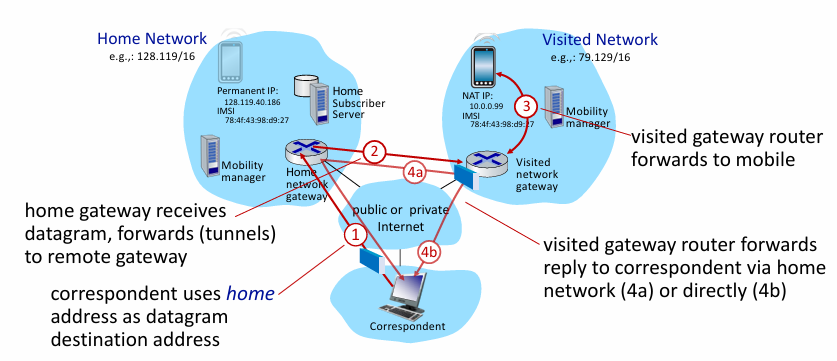 Home Network
e.g.,: 128.119/16
Permanent IP:
128.119.40.186
IMSI
78:4f:43:98:d9:27
Home
Subscriber
Server
Mobility
manager
Home
network
gateway
Visited Network
e.g.,: 79.129/16
NAT IP:
10.0.0.99
IMSI
78:4f:43:98:d9:27
Mobility
manager
Visited
network
gateway
1
2
3
4a
4b
public or private
Internet
Correspondent
visited gateway router
forwards to mobile
home gateway receives
datagram, forwards (tunnels)
to remote gateway
visited gateway router forwards
reply to correspondent via home
network (4a) or directly (4b)
correspondent uses home
address as datagram
destination address